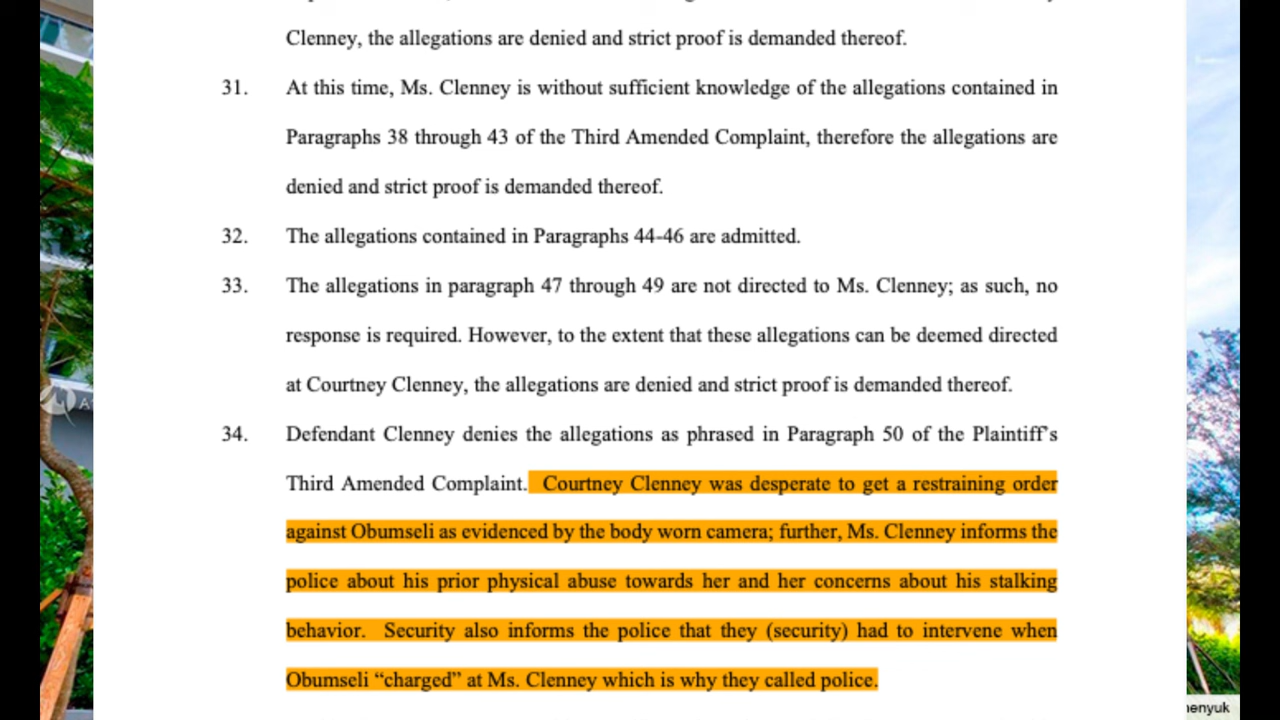 Clenney, the allegations are denied and strict proof is demanded thereof.
31. At this time, Ms. Clenney is without sufficient knowledge of the allegations contained in
Paragraphs 38 through 43 of the Third Amended Complaint, therefore the allegations are
denied and strict proof is demanded thereof.
32. The allegations contained in Paragraphs 44-46 are admitted.
33. The allegations in paragraph 47 through 49 are not directed to Ms. Clenney; as such, no
response is required. However, to the extent that these allegations can be deemed directed
at Courtney Clenney, the allegations are denied and strict proof is demanded thereof.
34. Defendant Clenney denies the allegations as phrased in Paragraph 50 of the Plaintiff's
Third Amended Complaint. Courtney Clenney was desperate to get a restraining order
against Obumseli as evidenced by the body worn camera; further, Ms. Clenney informs the
police about his prior physical abuse towards her and her concerns about his stalking
behavior. Security also informs the police that they (security) had to intervene when
Obumseli “charged” at Ms. Clenney which is why they called police.